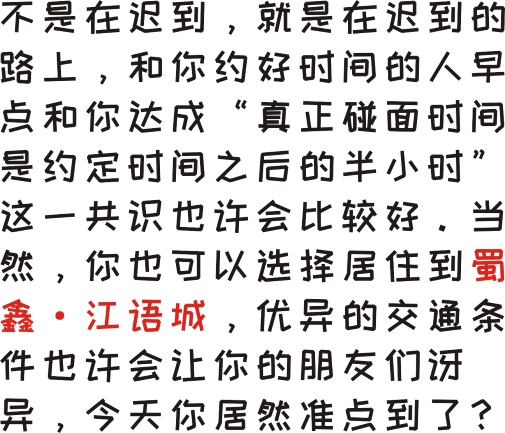 不是在迟到，就是在迟到的
路上，和你约好时间的人早
点和你达成“真正碰面时间
是约定时间之后的半小时”
这一共识也许会比较好．当
然，你也可以选择居住到蜀
鑫·江语城，优异的交通条
件也许会让你的朋友们讶
异，今天你居然准点到了？